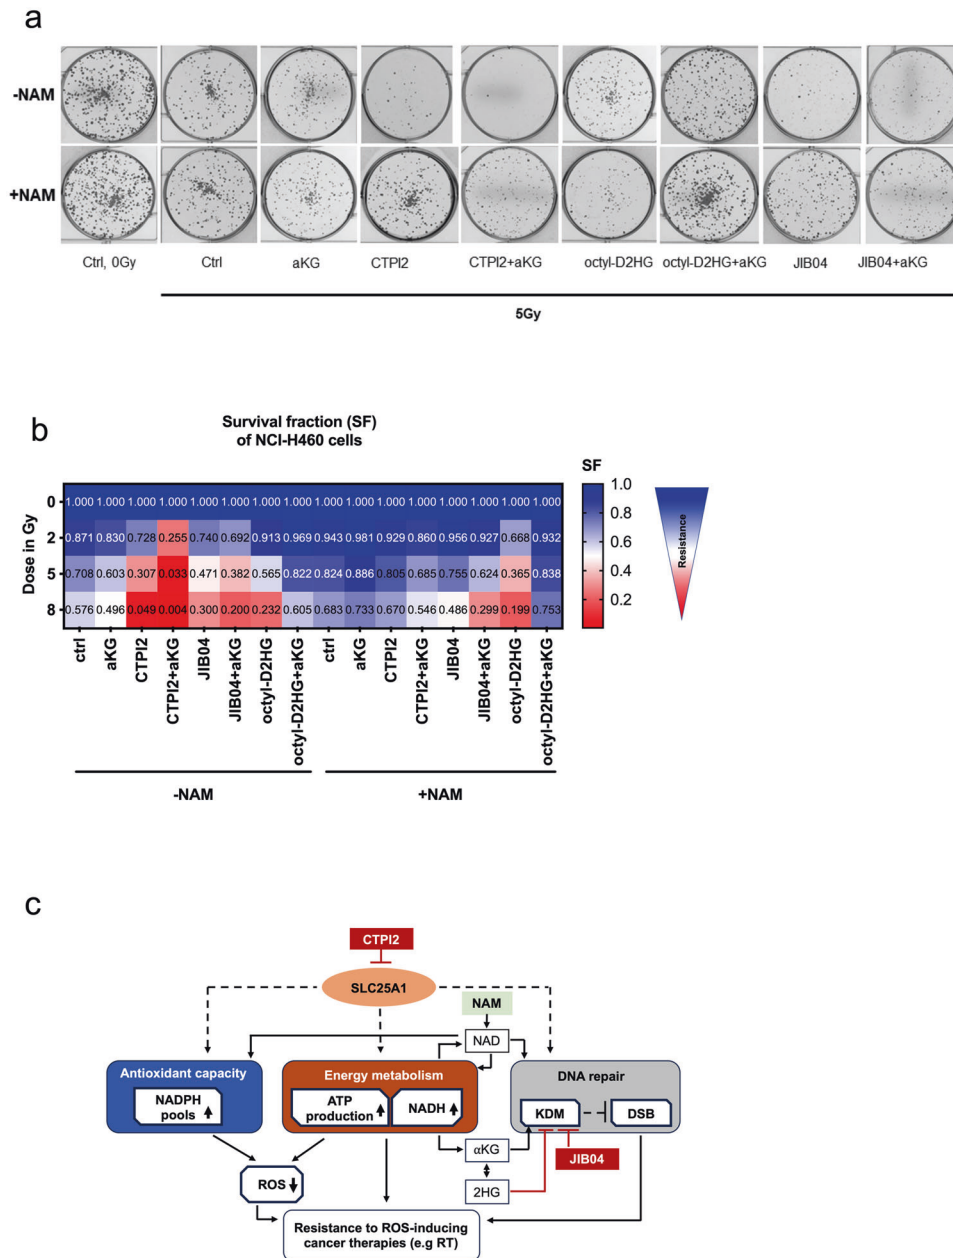 a
-NAM
+NAM
Ctrl, 0Gy Ctrl aKG CTPI2 CTPI2+aKG octyl-D2HG octyl-D2HG+aKG JIB04 JIB04+aKG
5Gy
b
Survival fraction (SF)
of NCI-H460 cells
SF
Dose in Gy
0 1.000 1.000 1.000 1.000 1.000 1.000 1.000 1.000 1.000 1.000 1.000 1.000 1.000 1.000 1.000 1.000
2 0.871 0.830 0.728 0.255 0.740 0.692 0.913 0.969 0.943 0.981 0.929 0.860 0.956 0.927 0.668 0.932
5 0.708 0.603 0.307 0.033 0.471 0.382 0.565 0.822 0.824 0.886 0.805 0.685 0.755 0.624 0.365 0.838
8 0.576 0.496 0.049 0.004 0.300 0.200 0.232 0.605 0.683 0.733 0.670 0.546 0.486 0.299 0.199 0.753
1.0
0.8
0.6
0.4
0.2
Resistance
ctrl aKG CTPI2 CTPI2+aKG JIB04 JIB04+aKG octyl-D2HG octyl-D2HG+aKG ctrl aKG CTPI2 CTPI2+aKG JIB04 JIB04+aKG octyl-D2HG octyl-D2HG+aKG
-NAM +NAM
c
CTPI2
SLC25A1
NAM
NAD
Antioxidant capacity
NADPH
pools
Energy metabolism
ATP
production
NADH
DNA repair
KDM
DSB
αKG
JIB04
ROS
2HG
Resistance to ROS-inducing
cancer therapies (e.g RT)